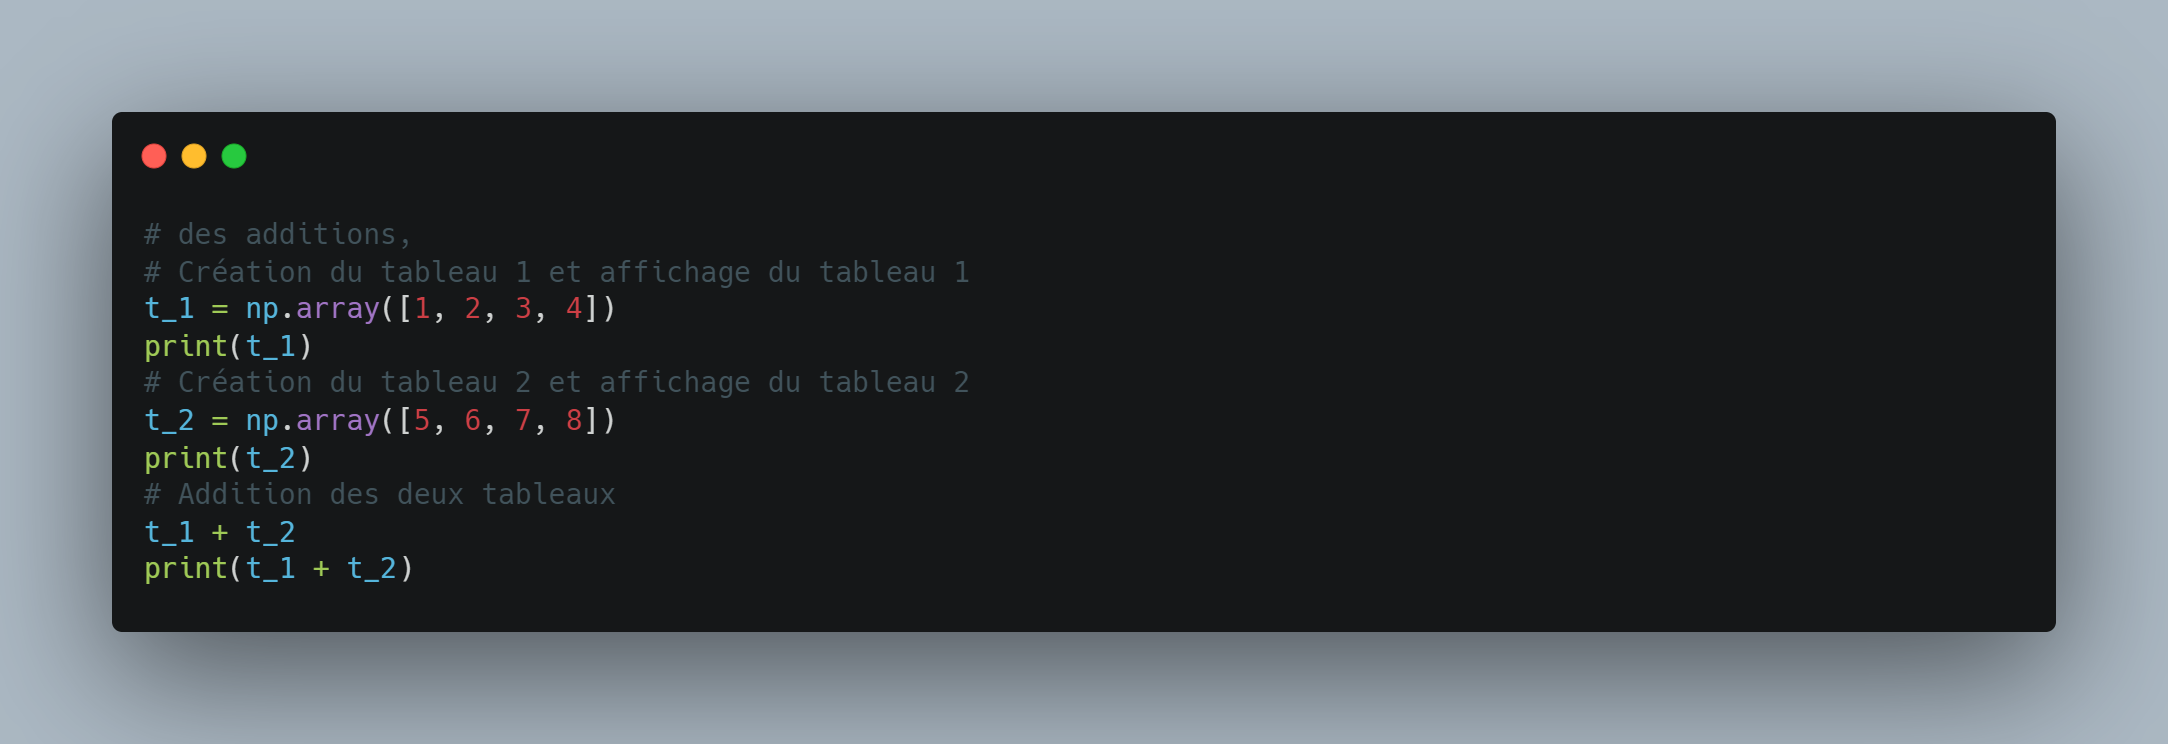 # des additions,
# Création du tableau 1 et affichage du tableau 1
t_1 = np.array([1, 2, 3, 4])
print(t_1)
# Création du tableau 2 et affichage du tableau 2
t_2 = np.array([5, 6, 7, 8])
print(t_2)
# Addition des deux tableaux
t_1 + t_2
print(t_1 + t_2)